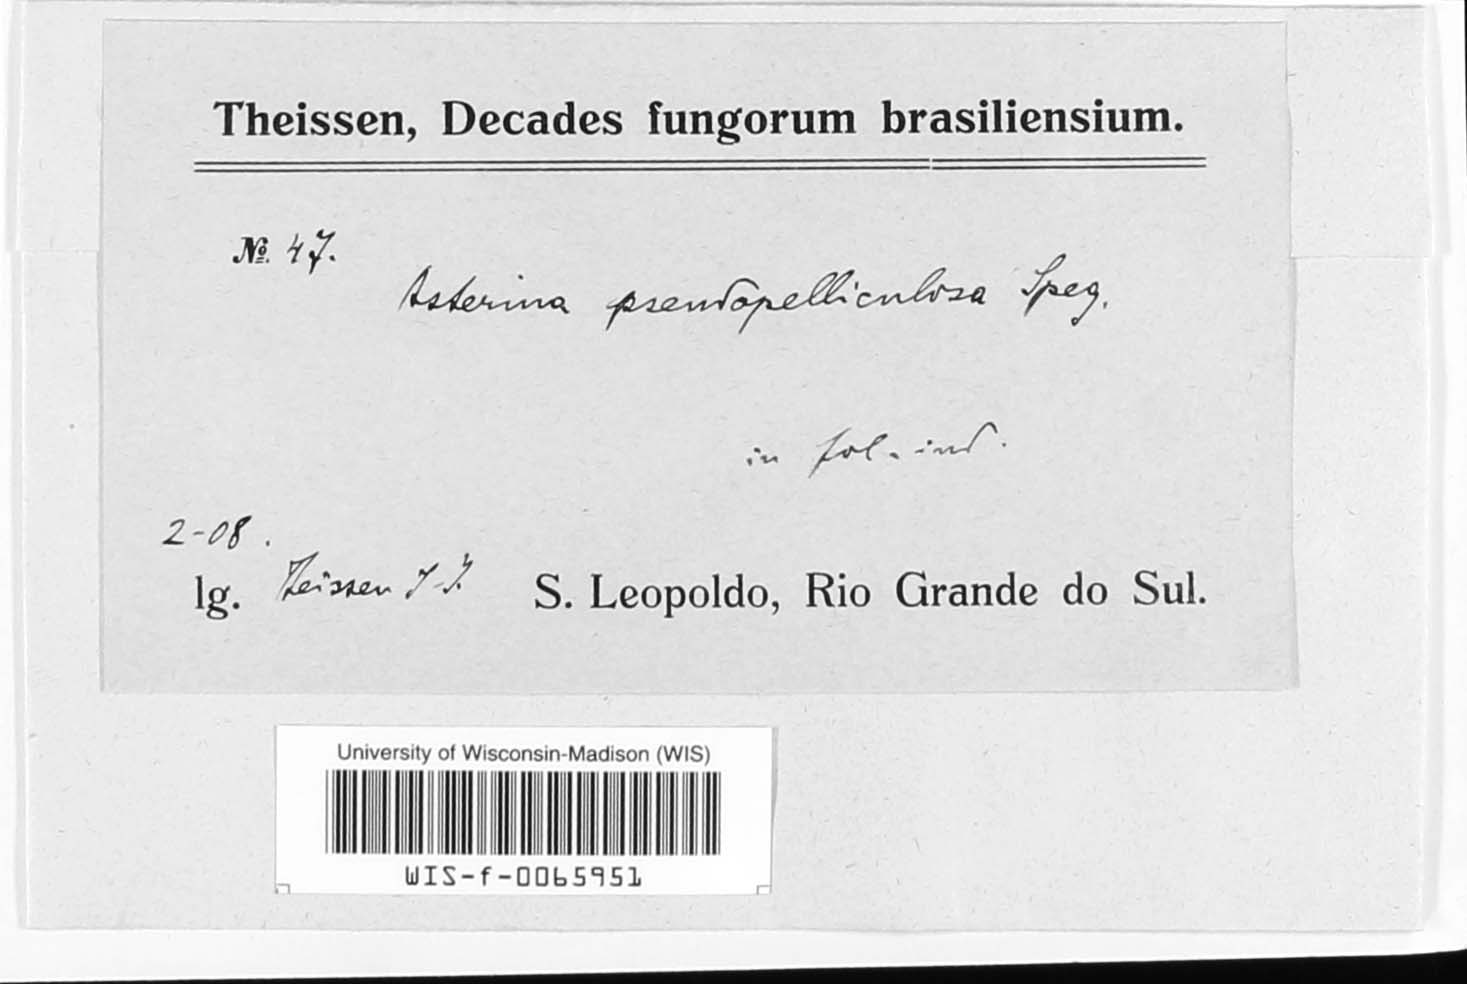 Theissen, Decades fungorum brasiliensium.
№ 47.
Asterina pseudopelliculosa Speg.
in fol. ind.
2-08.
lg. Theissen S. J. S. Leopoldo, Rio Grande do Sul.
University of Wisconsin-Madison (WIS)
WIS-f-0065951